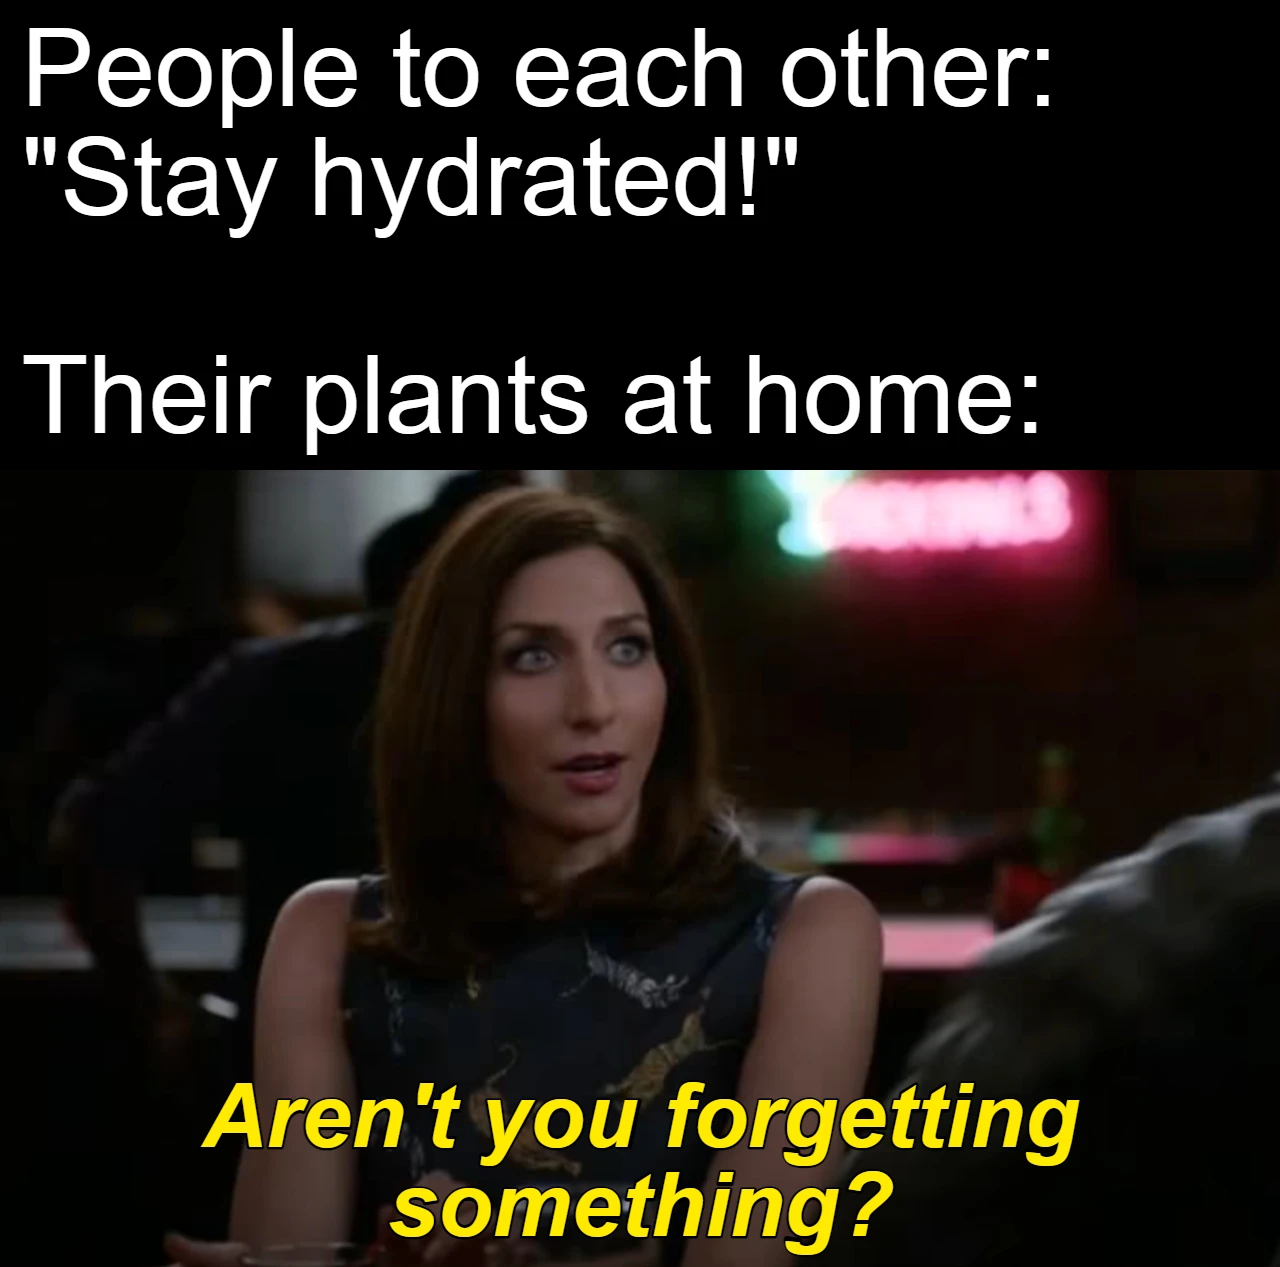 People to each other:
"Stay hydrated!"
Their plants at home:
Aren't you forgetting
something?